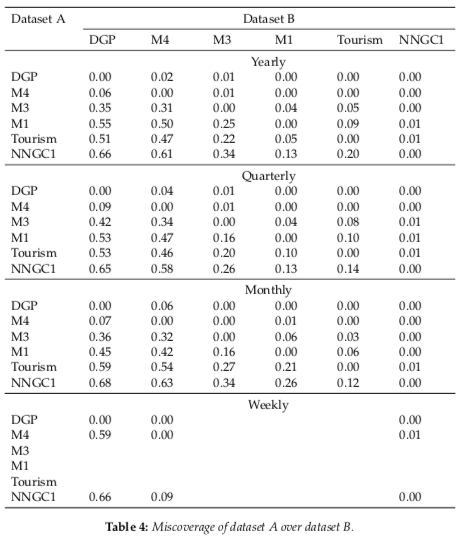 Dataset A Dataset B
DGP M4 M3 M1 Tourism NNGC1
Yearly
DGP 0.00 0.02 0.01 0.00 0.00 0.00
M4 0.06 0.00 0.01 0.00 0.00 0.00
M3 0.35 0.31 0.00 0.04 0.05 0.00
M1 0.55 0.50 0.25 0.00 0.09 0.01
Tourism 0.51 0.47 0.22 0.05 0.00 0.01
NNGC1 0.66 0.61 0.34 0.13 0.20 0.00
Quarterly
DGP 0.00 0.04 0.01 0.00 0.00 0.00
M4 0.09 0.00 0.01 0.00 0.00 0.00
M3 0.42 0.34 0.00 0.04 0.08 0.01
M1 0.53 0.47 0.16 0.00 0.10 0.01
Tourism 0.53 0.46 0.20 0.10 0.00 0.01
NNGC1 0.65 0.58 0.26 0.13 0.14 0.00
Monthly
DGP 0.00 0.06 0.00 0.00 0.00 0.00
M4 0.07 0.00 0.00 0.01 0.00 0.00
M3 0.36 0.32 0.00 0.06 0.03 0.00
M1 0.45 0.42 0.16 0.00 0.06 0.00
Tourism 0.59 0.54 0.27 0.21 0.00 0.01
NNGC1 0.68 0.63 0.34 0.26 0.12 0.00
Weekly
DGP 0.00 0.00 0.00
M4 0.59 0.00 0.01
M3
M1
Tourism
NNGC1 0.66 0.09 0.00
Table 4: Miscoverage of dataset A over dataset B.